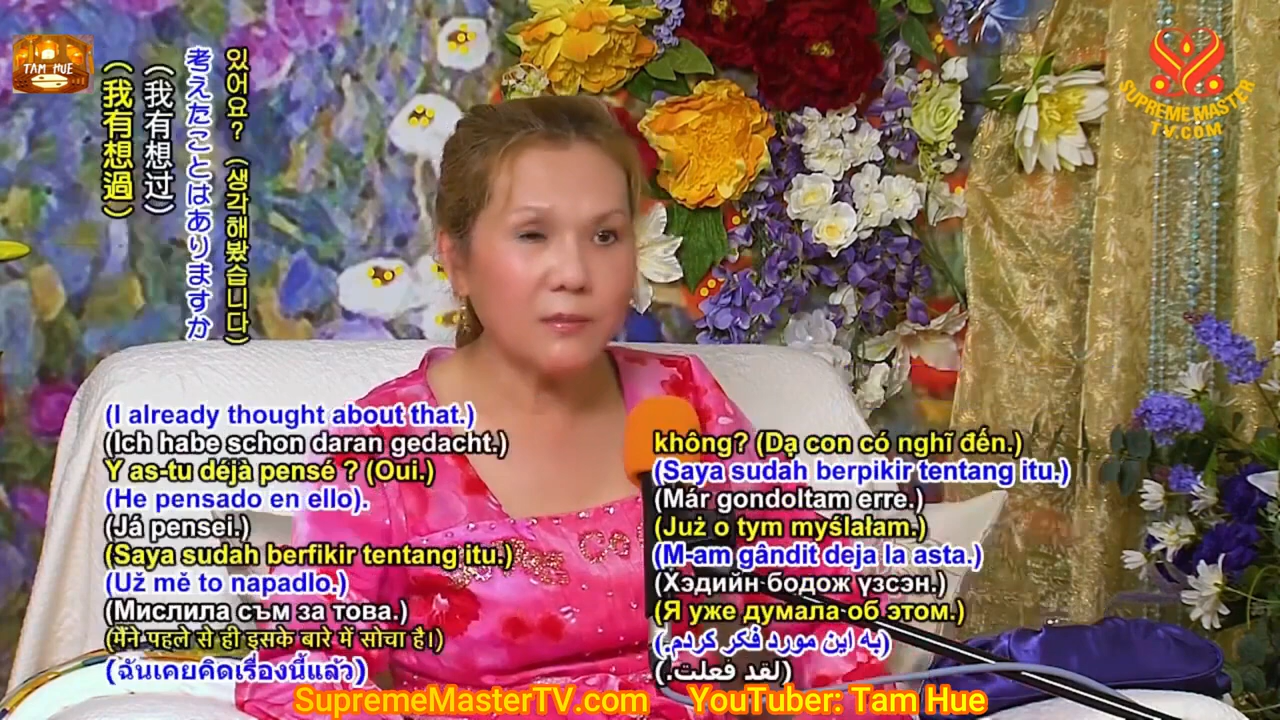 TAM HUE
SUPREME MASTER
TV.COM
있어요? (생각해봤습니다)
考えたことはありますか
(我有想过)
(我有想過)
(I already thought about that.)
(Ich habe schon daran gedacht.)
Y as-tu déjà pensé ? (Oui.)
(He pensado en ello).
(Já pensei.)
(Saya sudah berfikir tentang itu.)
(Už mě to napadlo.)
(Мислила съм за това.)
(मैंने पहले से ही इसके बारे में सोचा है।)
(ฉันเคยคิดเรื่องนี้แล้ว)
không? (Dạ con có nghĩ đến.)
(Saya sudah berpikir tentang itu.)
(Már gondoltam erre.)
(Już o tym myślałam.)
(M-am gândit deja la asta.)
(Хэдийн бодож үзсэн.)
(Я уже думала об этом.)
(به این مورد فکر کردم.)
(لقد فعلت.)
SupremeMasterTV.com YouTuber: Tam Hue